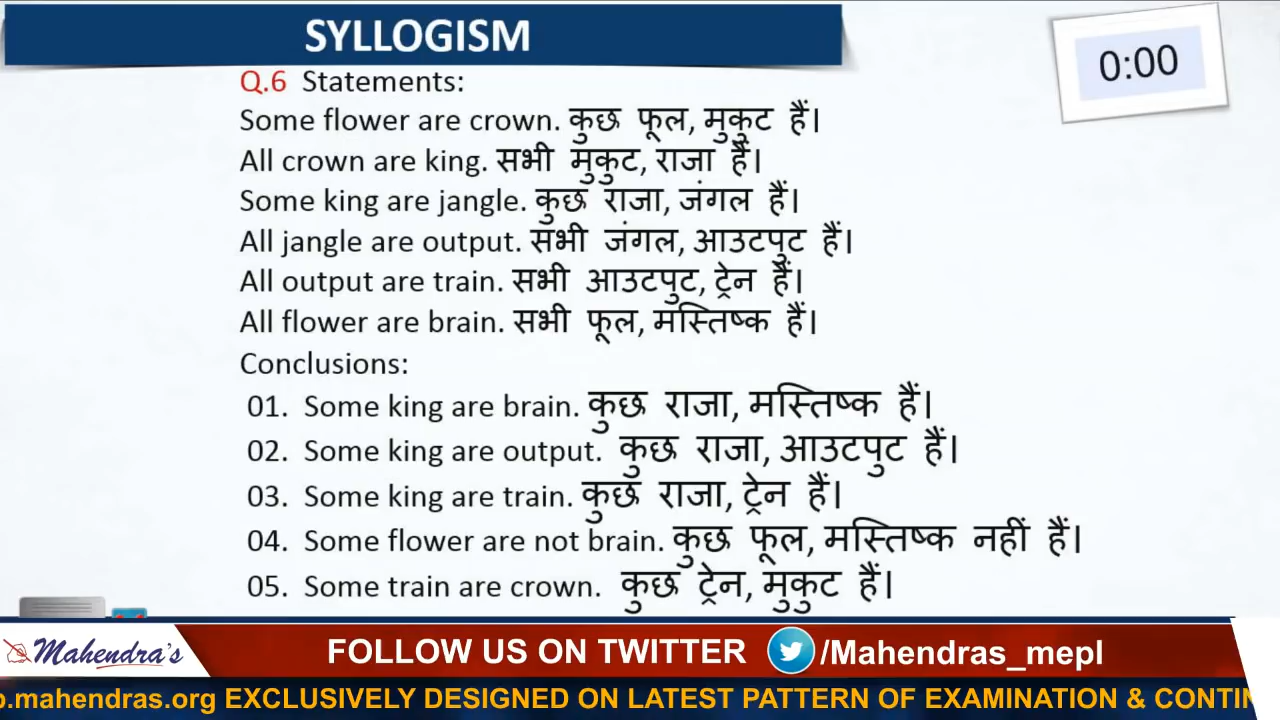 SYLLOGISM
0:00
Q.6 Statements:
Some flower are crown. कुछ फूल, मुकुट हैं।
All crown are king. सभी मुकुट, राजा हैं।
Some king are jangle. कुछ राजा, जंगल हैं।
All jangle are output. सभी जंगल, आउटपुट हैं।
All output are train. सभी आउटपुट, ट्रेन हैं।
All flower are brain. सभी फूल, मस्तिष्क हैं।
Conclusions:
01. Some king are brain. कुछ राजा, मस्तिष्क हैं।
02. Some king are output. कुछ राजा, आउटपुट हैं।
03. Some king are train. कुछ राजा, ट्रेन हैं।
04. Some flower are not brain. कुछ फूल, मस्तिष्क नहीं हैं।
05. Some train are crown. कुछ ट्रेन, मुकुट हैं।
Mahendra's FOLLOW US ON TWITTER /Mahendras_mepl
.mahendras.org EXCLUSIVELY DESIGNED ON LATEST PATTERN OF EXAMINATION &